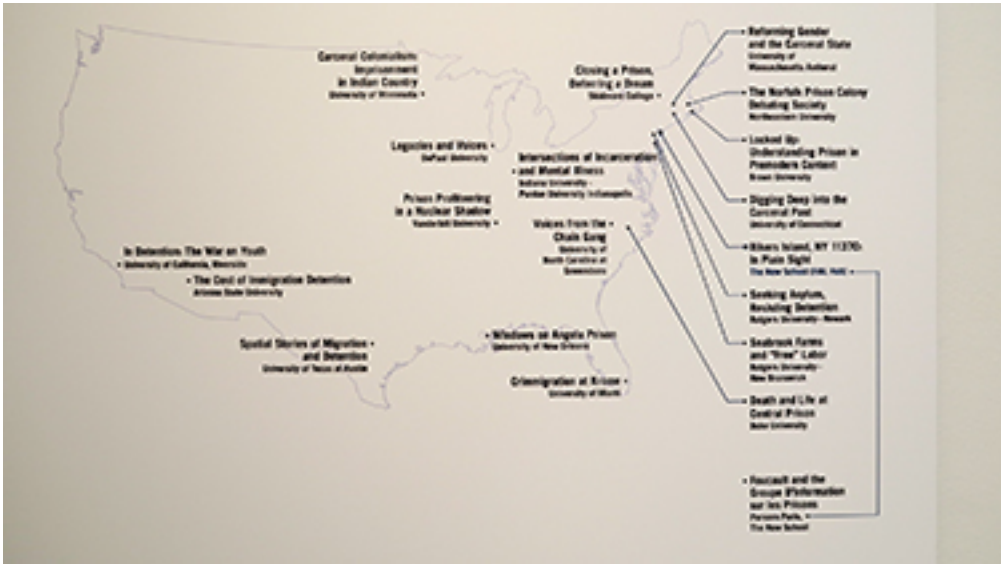 Carceral Colonialism:
Imprisonment
in Indian Country
University of Minnesota
Closing a Prison,
Detering a Dream
Skidmore College
Legacies and Voices
DePaul University
Intersections of Incarceration
and Mental Illness
Indiana University -
Purdue University Indianapolis
Prison Profiteering
in a Nuclear Shadow
Vanderbilt University
Voices from the
Chain Gang
University of
North Carolina at
Greensboro
In Detention: The War on Youth
University of California, Riverside
The Cost of Immigration Detention
Arizona State University
Spatial Stories of Migration
and Detention
University of Texas at Austin
Windows on Angola Prison
University of New Orleans
Crimmigration at Krome
University of Miami
Reforming Gender
and the Carceral State
University of
Massachusetts Amherst
The Norfolk Prison Colony
Debating Society
Northeastern University
Locked Up:
Understanding Prison in
Premodern Context
Brown University
Digging Deep into the
Carceral Past
University of Connecticut
Rikers Island, NY 11370:
In Plain Sight
The New School
Seeking Asylum,
Resisting Detention
Rutgers University - Newark
Seabrook Farms
and "Free" Labor
Rutgers University -
New Brunswick
Death and Life at
Central Prison
Duke University
Foucault and the
Groupe D'Information
sur les Prisons
Parsons Paris,
The New School